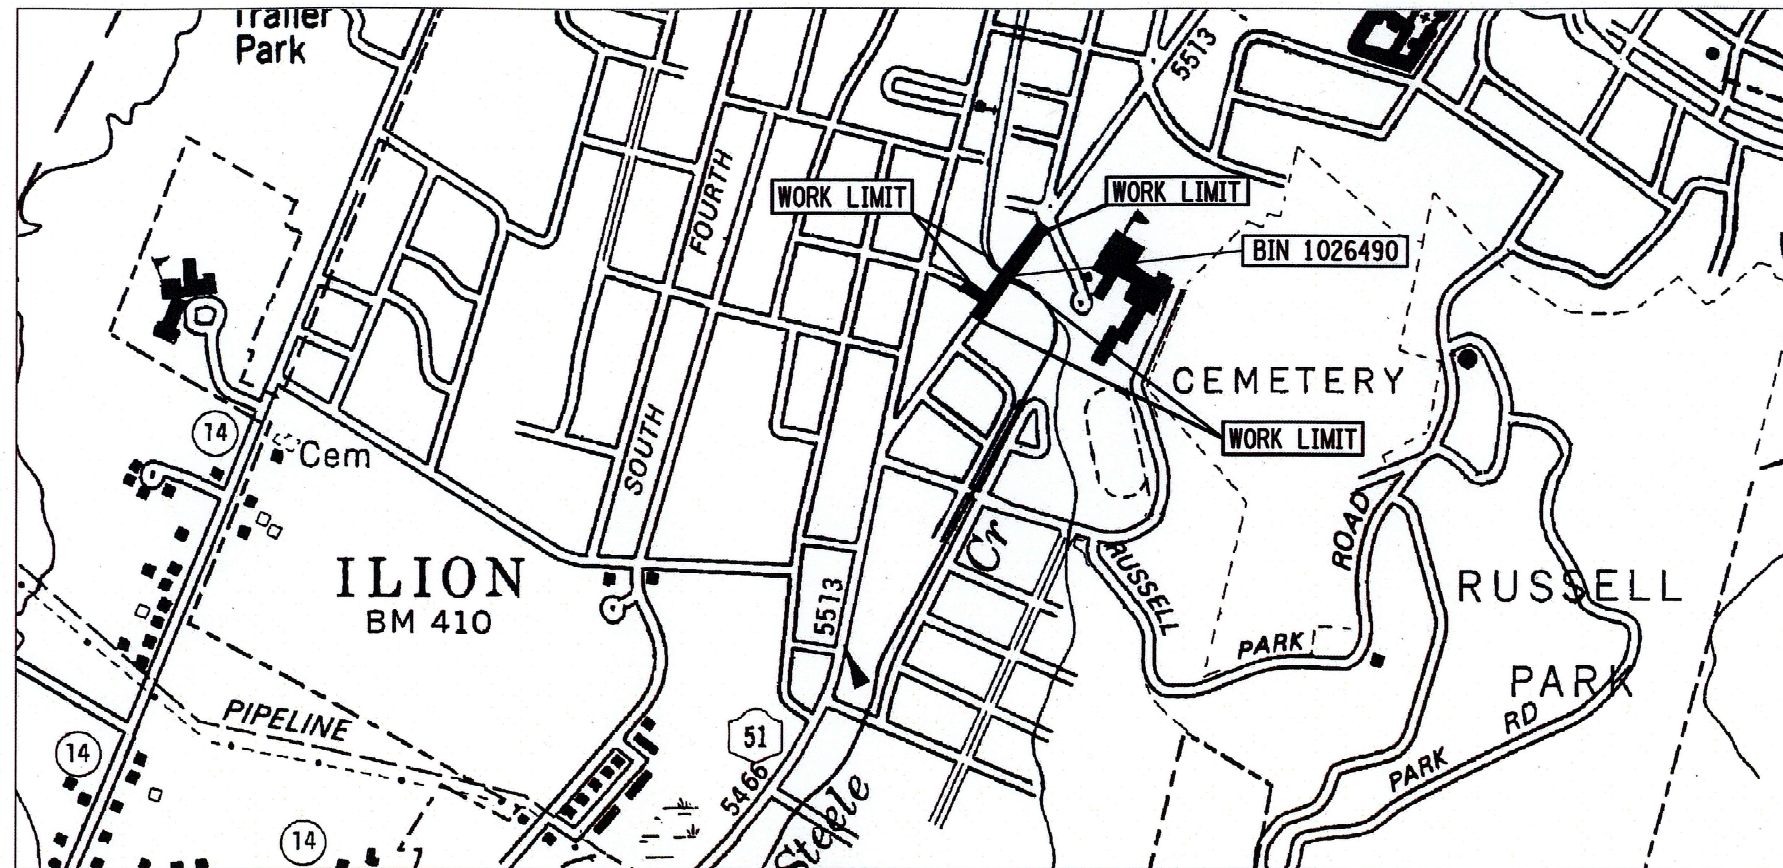 Trailer
Park
5513
FOURTH
WORK LIMIT
WORK LIMIT
BIN 1026490
CEMETERY
14
Cem
SOUTH
WORK LIMIT
ROAD
Cr
RUSSELL
ILION
BM 410
5513
RUSSELL
PARK
PARK
PIPELINE
51
RD
14
PARK
5466
Steele
14